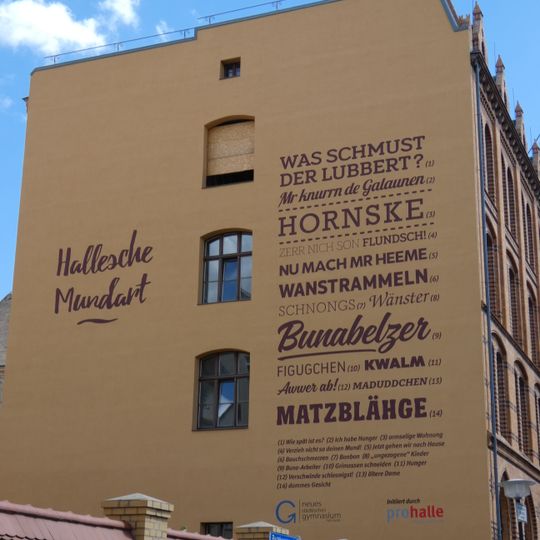 Hallesche
Mundart
WAS SCHMUST
DER LUBBERT? (1)
Mr knurrn de Galaunen (2)
HORNSKE (3)
ZERR NICH SON FLUNDSCH! (4)
NU MACH MR HEEME (5)
WANSTRAMMELN (6)
SCHNONGS (7) Wänster (8)
Bunabelzer (9)
FIGUGCHEN (10) KWALM (11)
Awwer ab! (12) MADUDDCHEN (13)
MATZBLÄHGE (14)
(1) Wie spät ist es? (2) Ich habe Hunger (3) armselige Wohnung
(4) Verzieh nicht so deinen Mund! (5) Jetzt gehen wir nach Hause
(6) Bauchschmerzen (7) Bonbon (8) „ungezogene" Kinder
(9) Buna-Arbeiter (10) Grimassen schneiden (11) Hunger
(12) Verschwinde schleunigst! (13) ältere Dame
(14) dummes Gesicht
neues
städtisches
gymnasium
Initiiert durch
prohalle